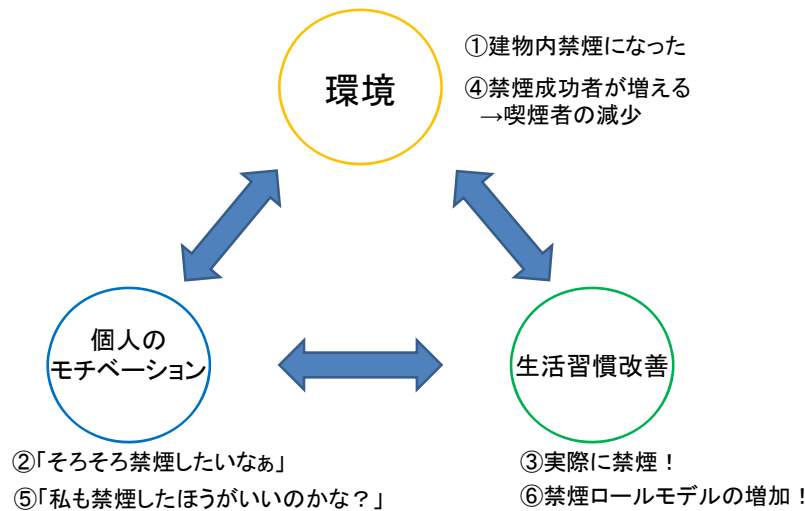 環境
①建物内禁煙になった
④禁煙成功者が増える
→喫煙者の減少
個人の
モチベーション
生活習慣改善
②「そろそろ禁煙したいなぁ」
⑤「私も禁煙したほうがいいのかな？」
③実際に禁煙！
⑥禁煙ロールモデルの増加！